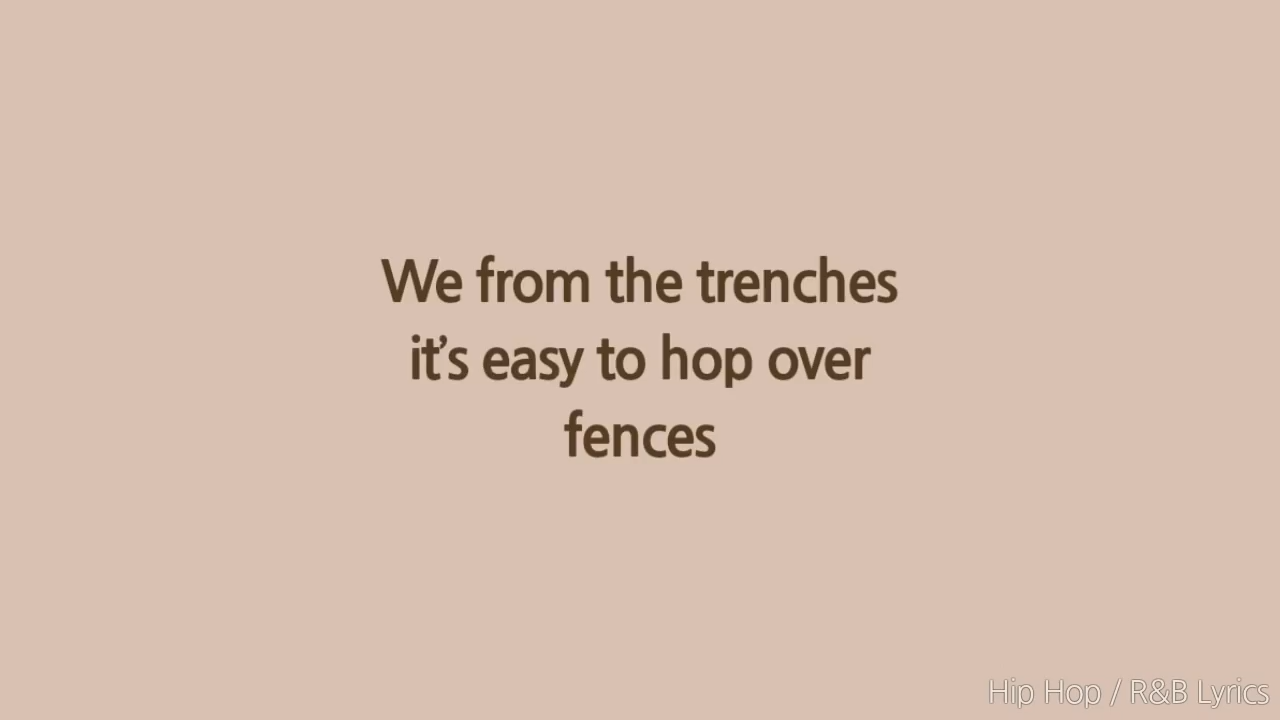 We from the trenches
it’s easy to hop over
fences
Hip Hop / R&B Lyrics